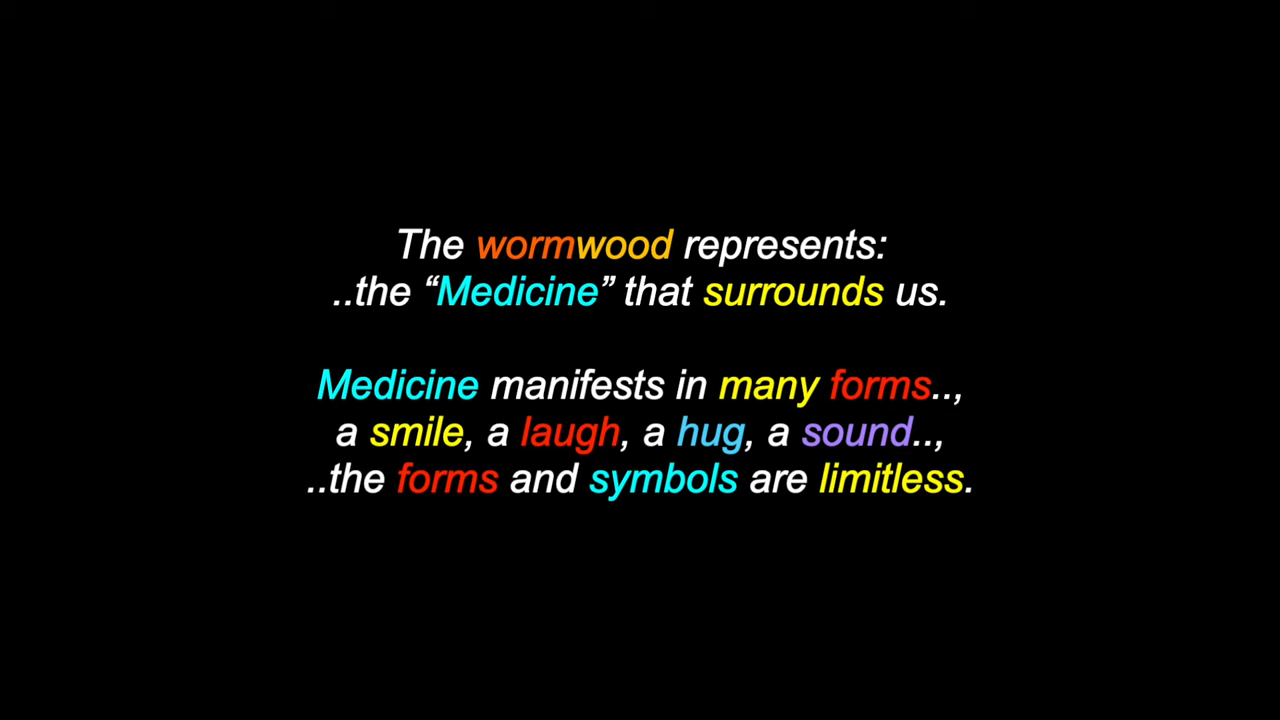 The wormwood represents:
..the “Medicine” that surrounds us.
Medicine manifests in many forms..,
a smile, a laugh, a hug, a sound..,
..the forms and symbols are limitless.